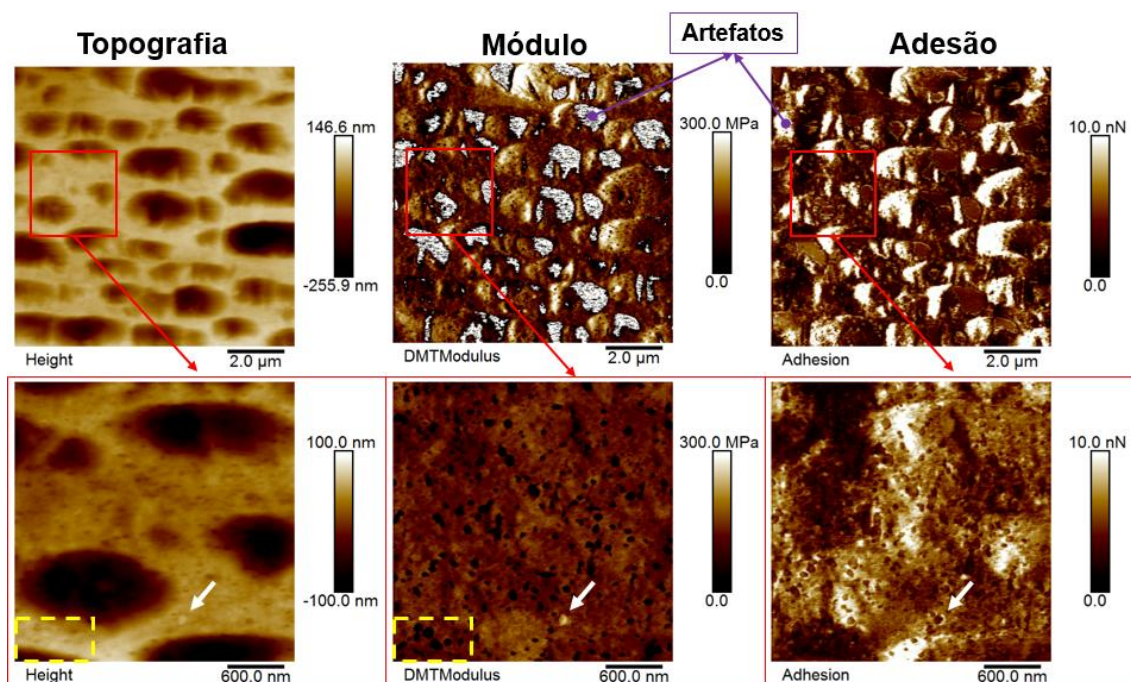 Topografia
Módulo
Artefatos
Adesão
146.6 nm
-255.9 nm
Height
2.0 µm
300.0 MPa
0.0
DMTModulus
2.0 µm
10.0 nN
0.0
Adhesion
2.0 µm
100.0 nm
-100.0 nm
Height
600.0 nm
300.0 MPa
0.0
DMTModulus
600.0 nm
10.0 nN
0.0
Adhesion
600.0 nm